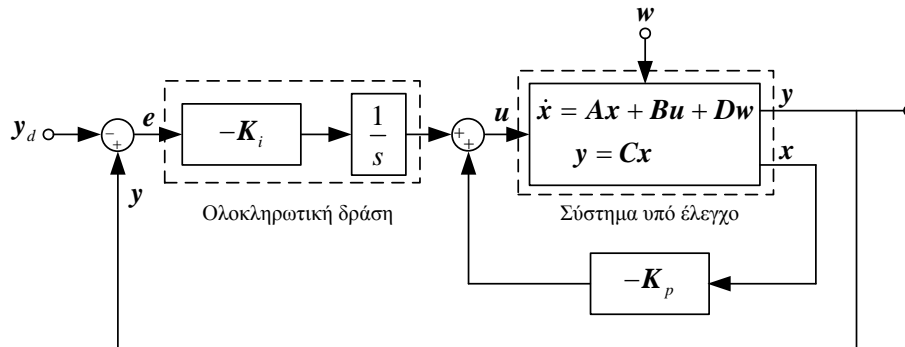 w
y_d
e
-K_i
1/s
u
ẋ = Ax + Bu + Dw
y = Cx
y
x
y
Ολοκληρωτική δράση
Σύστημα υπό έλεγχο
-K_p